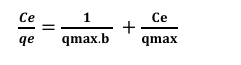 Ce/qe = 1/qmax.b + Ce/qmax